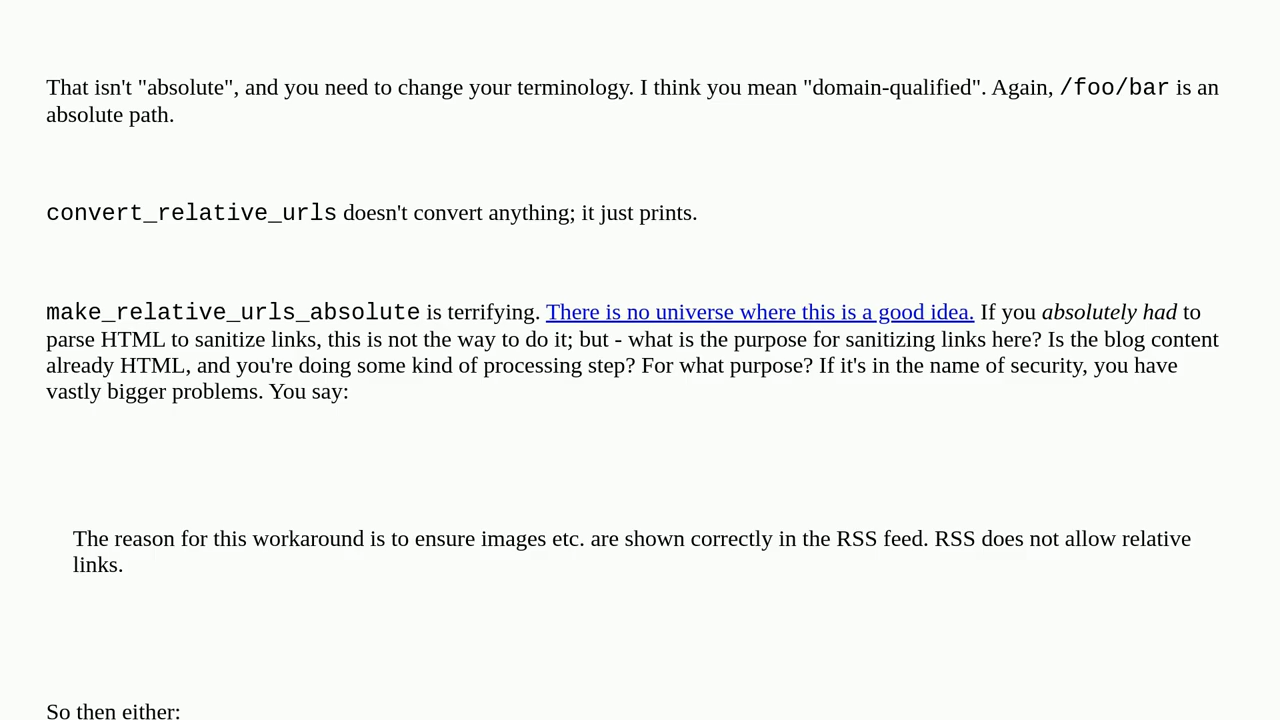 That isn't "absolute", and you need to change your terminology. I think you mean "domain-qualified". Again, /foo/bar is an
absolute path.
convert_relative_urls doesn't convert anything; it just prints.
make_relative_urls_absolute is terrifying. There is no universe where this is a good idea. If you absolutely had to
parse HTML to sanitize links, this is not the way to do it; but - what is the purpose for sanitizing links here? Is the blog content
already HTML, and you're doing some kind of processing step? For what purpose? If it's in the name of security, you have
vastly bigger problems. You say:
The reason for this workaround is to ensure images etc. are shown correctly in the RSS feed. RSS does not allow relative
links.
So then either: